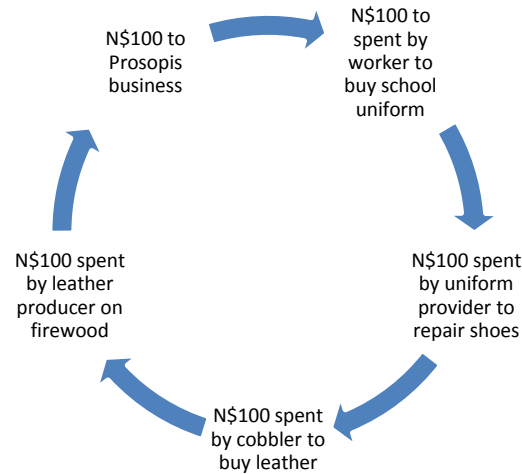 N$100 to
Prosopis
business
N$100 to
spent by
worker to
buy school
uniform
N$100 spent
by uniform
provider to
repair shoes
N$100 spent
by cobbler to
buy leather
N$100 spent
by leather
producer on
firewood